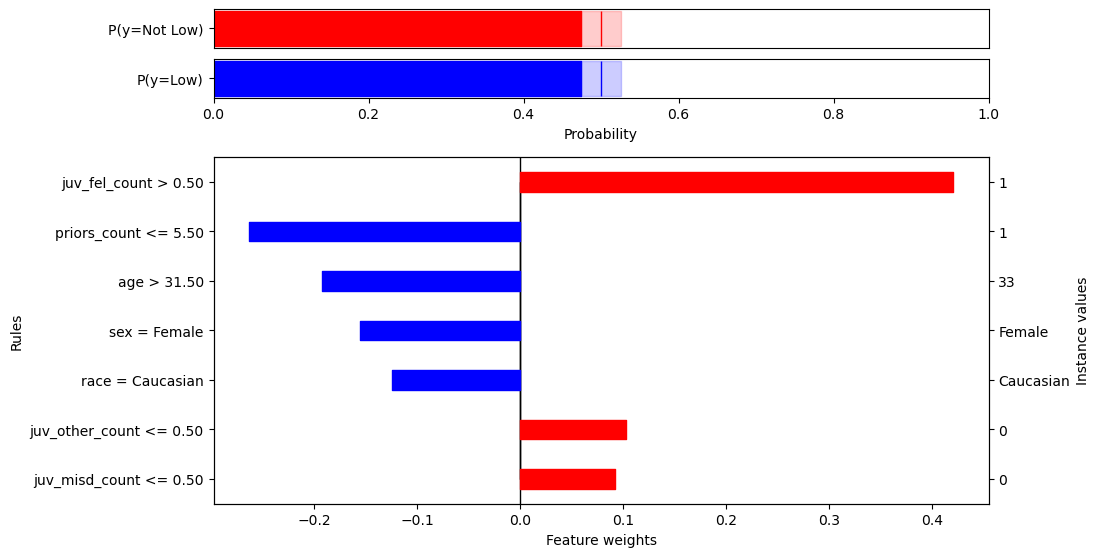 P(y=Not Low)
P(y=Low)
0.0 0.2 0.4 0.6 0.8 1.0
Probability
juv_fel_count > 0.50 1
priors_count <= 5.50 1
age > 31.50 33
sex = Female Female
race = Caucasian Caucasian
juv_other_count <= 0.50 0
juv_misd_count <= 0.50 0
Rules
Instance values
−0.2 −0.1 0.0 0.1 0.2 0.3 0.4
Feature weights